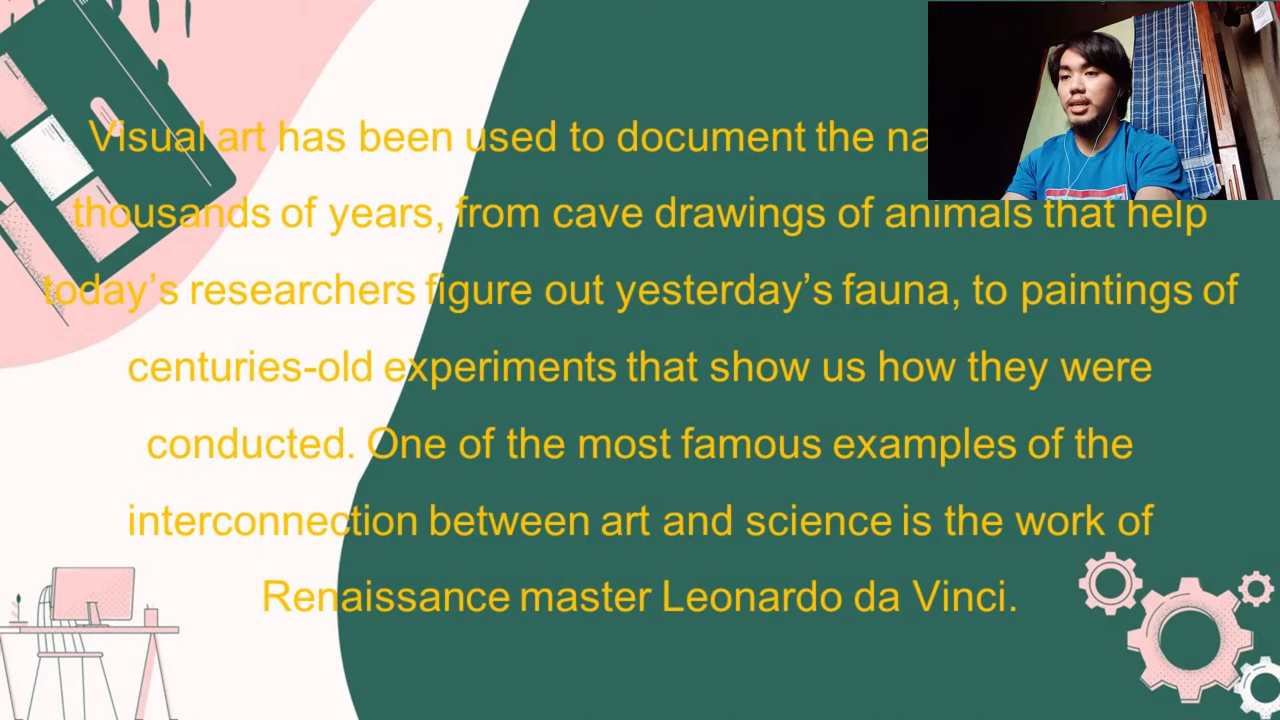 Visual art has been used to document the
thousands of years, from cave drawings of animals that help
today's researchers figure out yesterday's fauna, to paintings of
centuries-old experiments that show us how they were
conducted. One of the most famous examples of the
interconnection between art and science is the work of
Renaissance master Leonardo da Vinci.